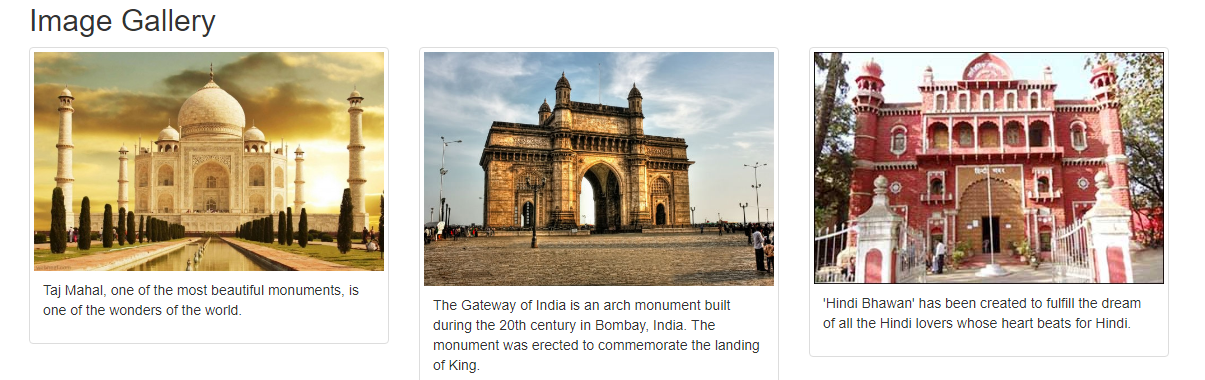 Image Gallery
Taj Mahal, one of the most beautiful monuments, is
one of the wonders of the world.
The Gateway of India is an arch monument built
during the 20th century in Bombay, India. The
monument was erected to commemorate the landing
of King.
'Hindi Bhawan' has been created to fulfill the dream
of all the Hindi lovers whose heart beats for Hindi.